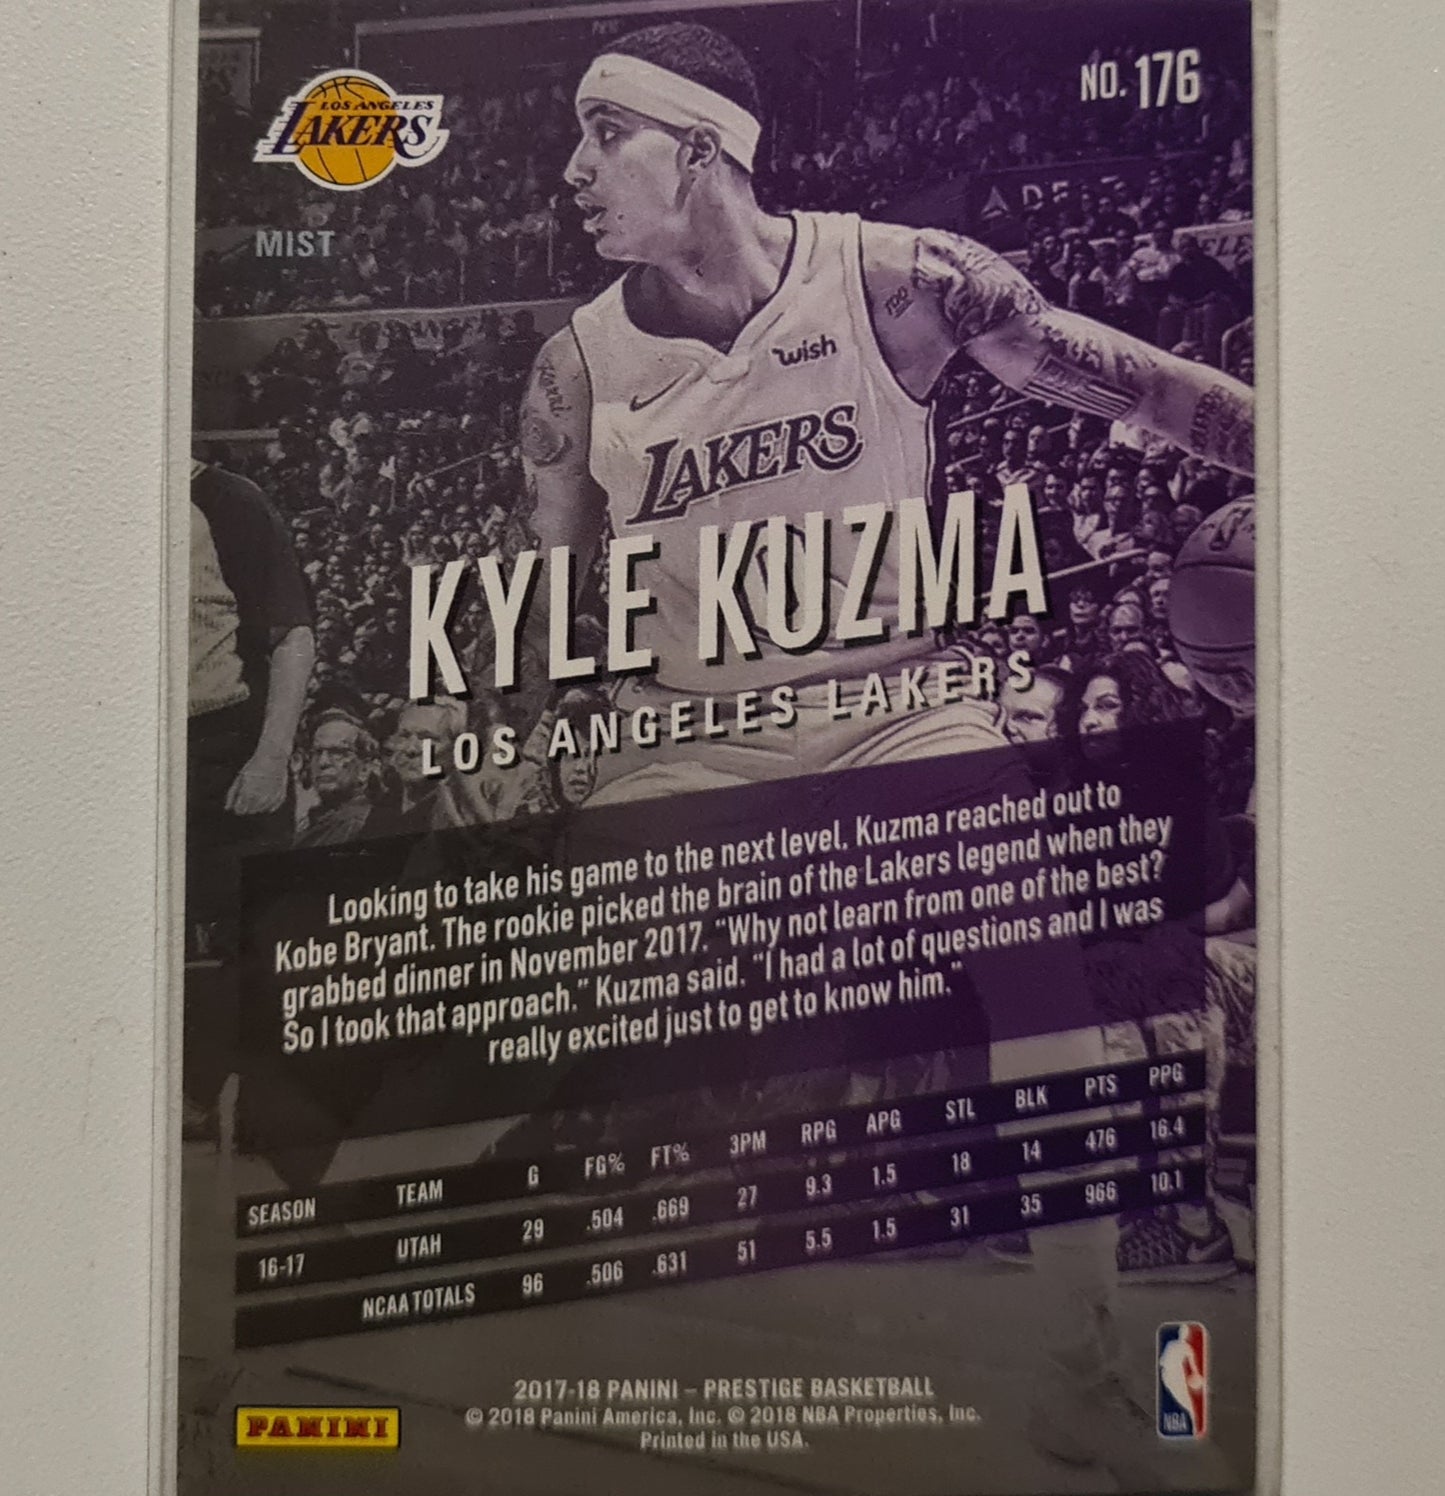 LOS ANGELES
LAKERS
NO. 176
MIST
wish
LAKERS
KYLE KUZMA
LOS ANGELES LAKERS
Looking to take his game to the next level. Kuzma reached out to
Kobe Bryant. The rookie picked the brain of the Lakers legend when they
grabbed dinner in November 2017. "Why not learn from one of the best?
So I took that approach." Kuzma said. "I had a lot of questions and I was
really excited just to get to know him."
SEASON TEAM G FG% FT% 3PM RPG APG STL BLK PTS PPG
16-17 UTAH 29 .504 .669 27 9.3 1.5 18 14 476 16.4
NCAA TOTALS 96 .506 .631 51 5.5 1.5 31 35 966 10.1
2017-18 PANINI – PRESTIGE BASKETBALL
© 2018 Panini America, Inc. © 2018 NBA Properties, Inc.
Printed in the USA.
PANINI
NBA